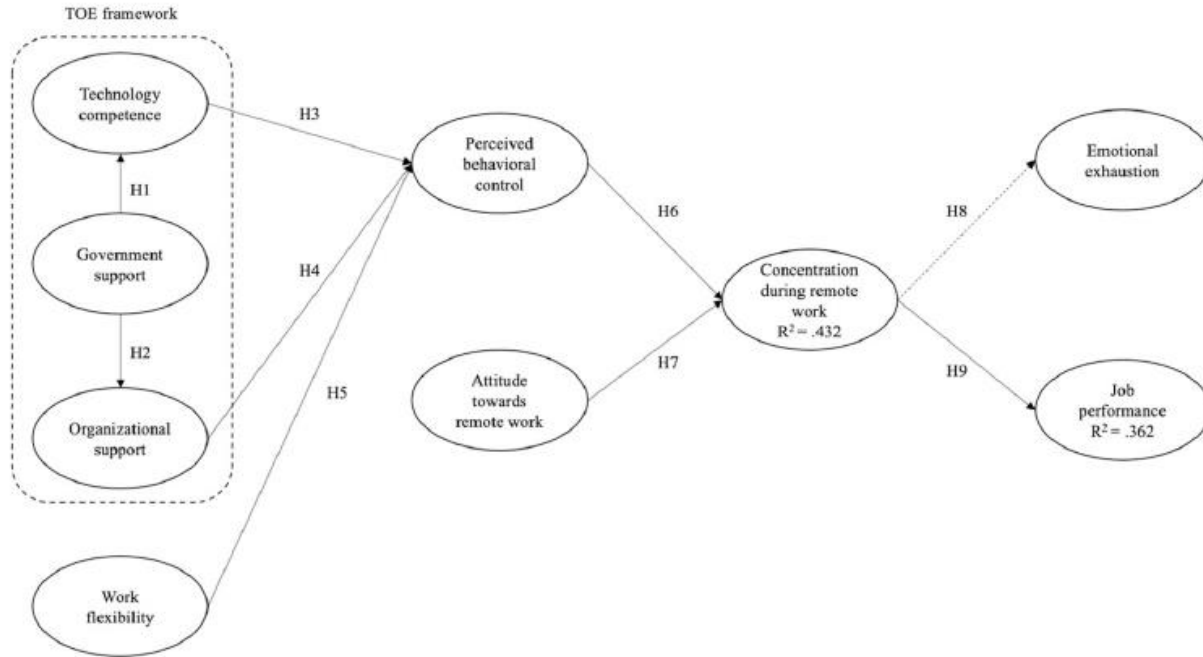 TOE framework
Technology
competence
H1
Government
support
H2
Organizational
support
Work
flexibility
H3
H4
H5
Perceived
behavioral
control
Attitude
towards
remote work
H6
H7
Concentration
during remote
work
R² = .432
H8
H9
Emotional
exhaustion
Job
performance
R² = .362